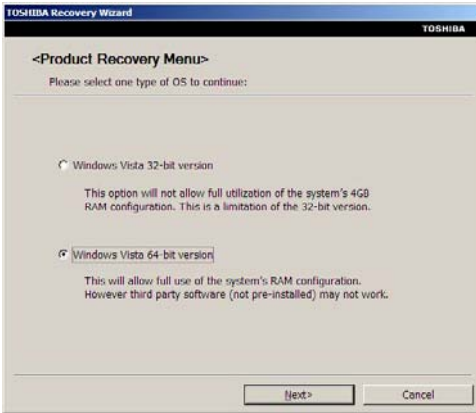 TOSHIBA Recovery Wizard
TOSHIBA
<Product Recovery Menu>
Please select one type of OS to continue:
Windows Vista 32-bit version
This option will not allow full utilization of the system's 4GB
RAM configuration. This is a limitation of the 32-bit version.
Windows Vista 64-bit version
This will allow full use of the system's RAM configuration.
However third party software (not pre-installed) may not work.
Next>
Cancel